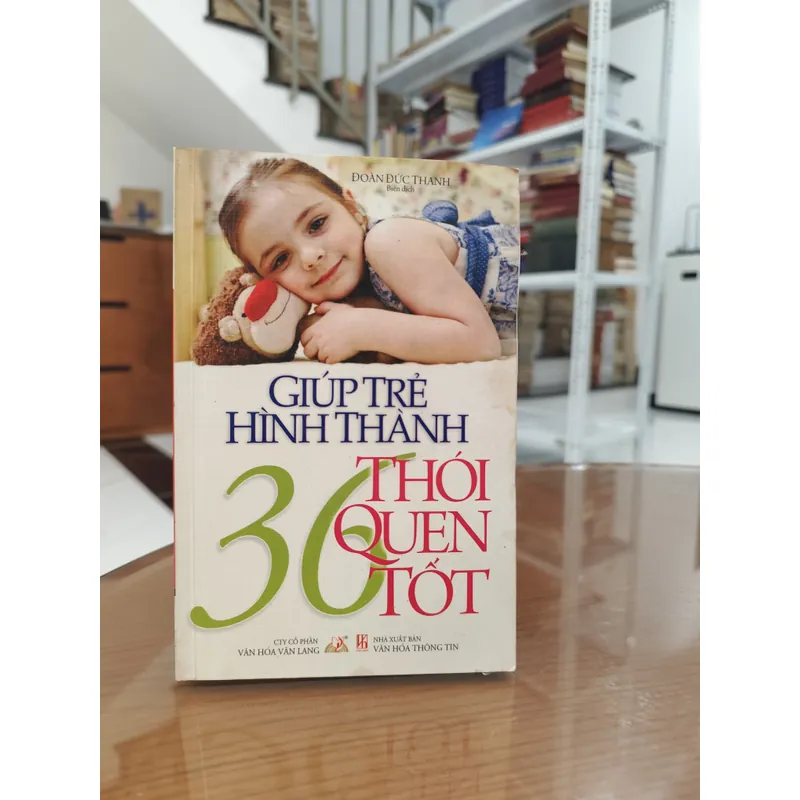 ĐOÀN ĐỨC THANH
Biên dịch
GIÚP TRẺ
HÌNH THÀNH
36 THÓI
QUEN
TỐT
CTY CỔ PHẦN
VĂN HÓA VĂN LANG
NHÀ XUẤT BẢN
VĂN HÓA THÔNG TIN